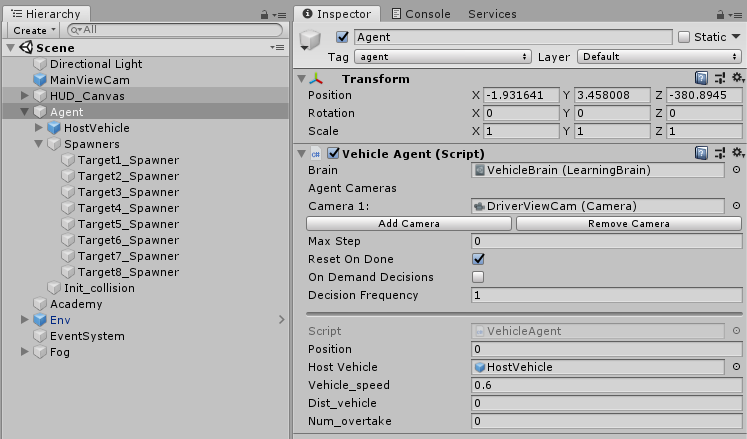 Hierarchy
Create
All
Scene
Directional Light
MainViewCam
HUD_Canvas
Agent
HostVehicle
Spawners
Target1_Spawner
Target2_Spawner
Target3_Spawner
Target4_Spawner
Target5_Spawner
Target6_Spawner
Target7_Spawner
Target8_Spawner
Init_collision
Academy
Env
EventSystem
Fog
Inspector Console Services
Agent Static
Tag agent Layer Default
Transform
Position X -1.931641 Y 3.458008 Z -380.8945
Rotation X 0 Y 0 Z 0
Scale X 1 Y 1 Z 1
Vehicle Agent (Script)
Brain VehicleBrain (LearningBrain)
Agent Cameras
Camera 1: DriverViewCam (Camera)
Add Camera Remove Camera
Max Step 0
Reset On Done
On Demand Decisions
Decision Frequency 1
Script VehicleAgent
Position 0
Host Vehicle HostVehicle
Vehicle_speed 0.6
Dist_vehicle 0
Num_overtake 0